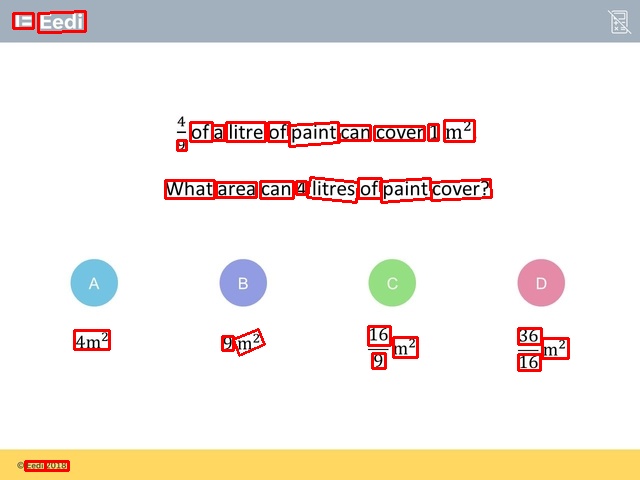 Eedi
4/9 of a litre of paint can cover 1 m²
What area can 4 litres of paint cover?
A B C D
4m² 9 m² 16/9 m² 36/16 m²
© Eedi 2018